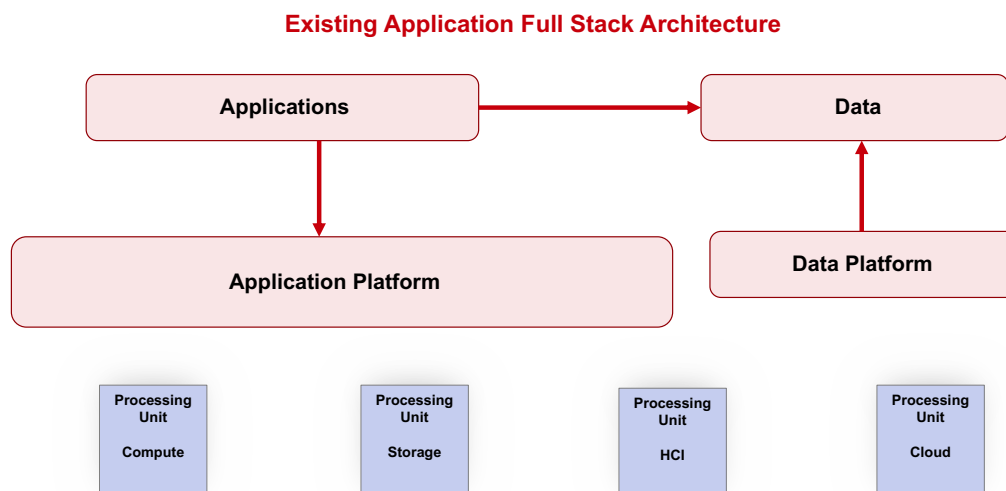 Existing Application Full Stack Architecture
Applications
Data
Application Platform
Data Platform
Processing
Unit
Compute
Processing
Unit
Storage
Processing
Unit
HCI
Processing
Unit
Cloud